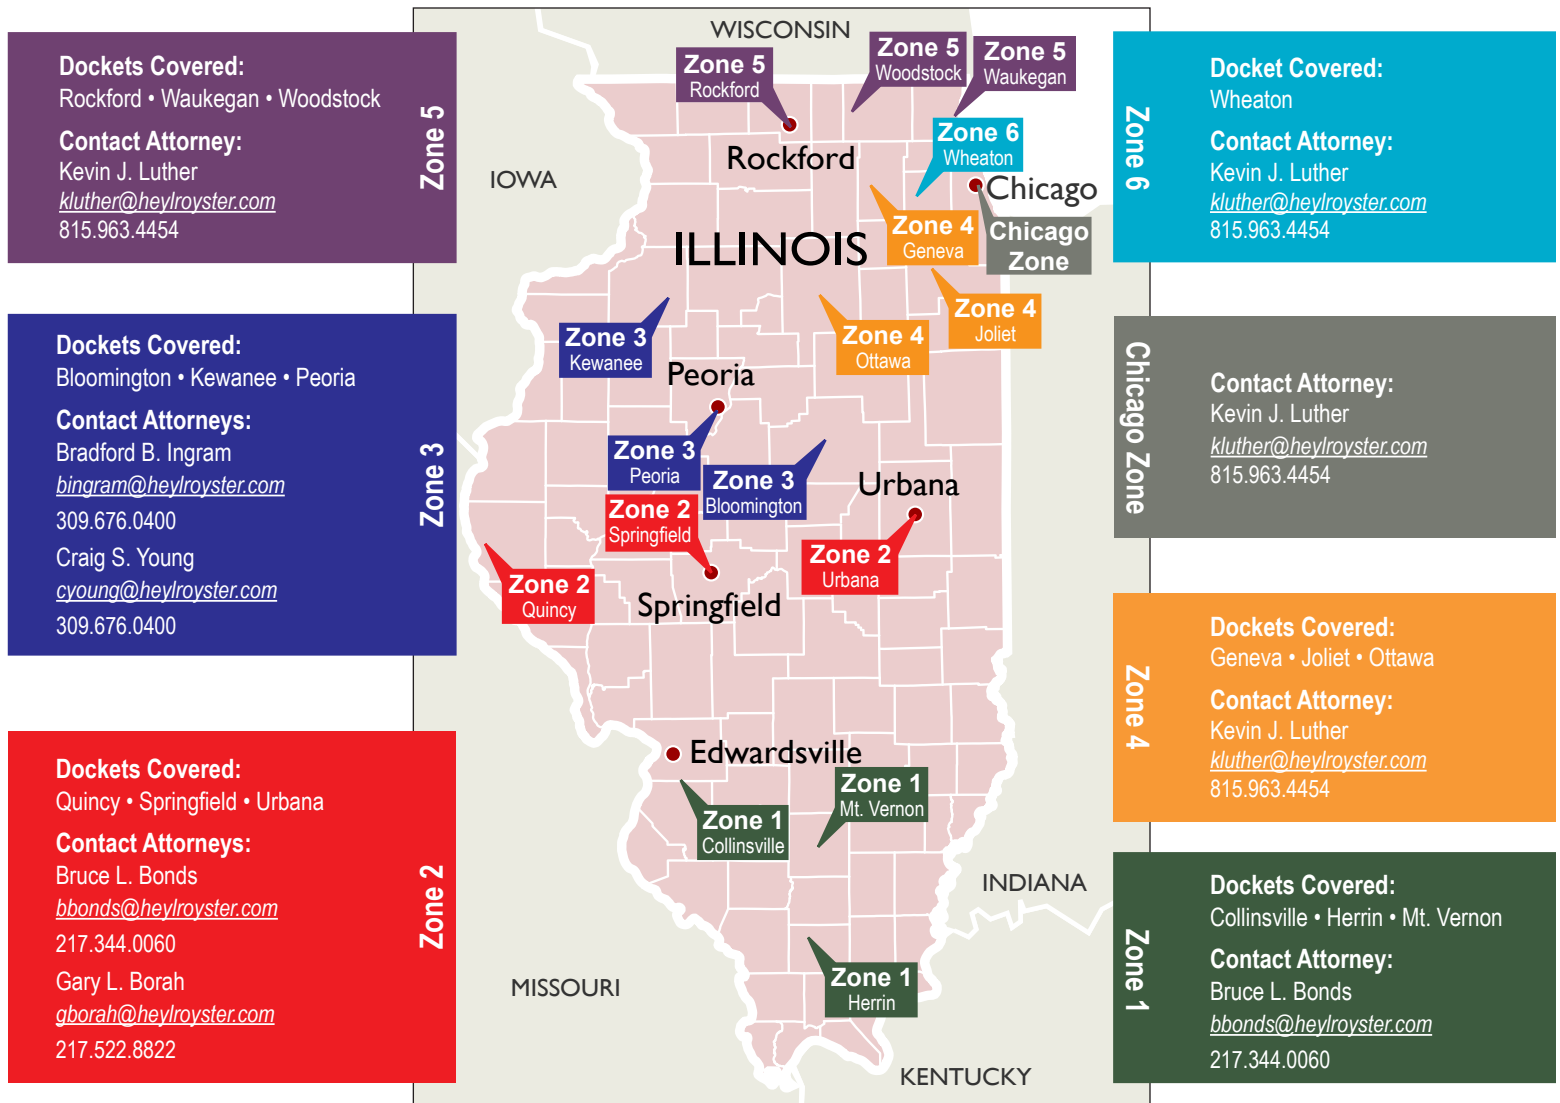 Dockets Covered:
Rockford • Waukegan • Woodstock
Contact Attorney:
Kevin J. Luther
kluther@heylroyster.com
815.963.4454
Zone 5
Dockets Covered:
Bloomington • Kewanee • Peoria
Contact Attorneys:
Bradford B. Ingram
bingram@heylroyster.com
309.676.0400
Craig S. Young
cyoung@heylroyster.com
309.676.0400
Zone 3
Dockets Covered:
Quincy • Springfield • Urbana
Contact Attorneys:
Bruce L. Bonds
bbonds@heylroyster.com
217.344.0060
Gary L. Borah
gborah@heylroyster.com
217.522.8822
Zone 2
WISCONSIN
Zone 5
Rockford
Zone 5
Woodstock
Zone 5
Waukegan
Rockford
Zone 6
Wheaton
IOWA
Chicago
Zone 4
Geneva
Chicago
Zone
ILLINOIS
Zone 4
Joliet
Zone 3
Kewanee
Zone 4
Ottawa
Peoria
Zone 3
Peoria
Zone 3
Bloomington
Urbana
Zone 2
Springfield
Zone 2
Urbana
Zone 2
Quincy
Springfield
Edwardsville
Zone 1
Mt. Vernon
Zone 1
Collinsville
INDIANA
Zone 1
Herrin
MISSOURI
KENTUCKY
Zone 6
Docket Covered:
Wheaton
Contact Attorney:
Kevin J. Luther
kluther@heylroyster.com
815.963.4454
Chicago Zone
Contact Attorney:
Kevin J. Luther
kluther@heylroyster.com
815.963.4454
Zone 4
Dockets Covered:
Geneva • Joliet • Ottawa
Contact Attorney:
Kevin J. Luther
kluther@heylroyster.com
815.963.4454
Zone 1
Dockets Covered:
Collinsville • Herrin • Mt. Vernon
Contact Attorney:
Bruce L. Bonds
bbonds@heylroyster.com
217.344.0060